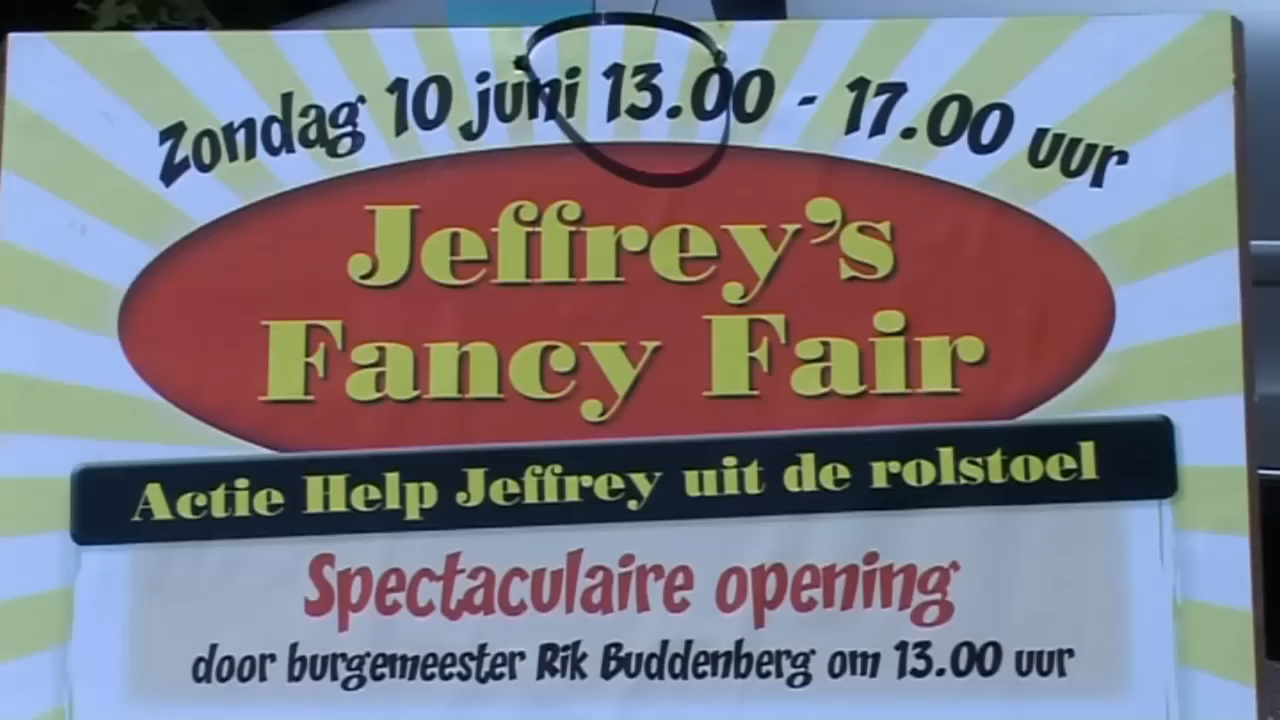 Zondag 10 juni 13.00 - 17.00 uur
Jeffrey's
Fancy Fair
Actie Help Jeffrey uit de rolstoel
Spectaculaire opening
door burgemeester Rik Buddenberg om 13.00 uur